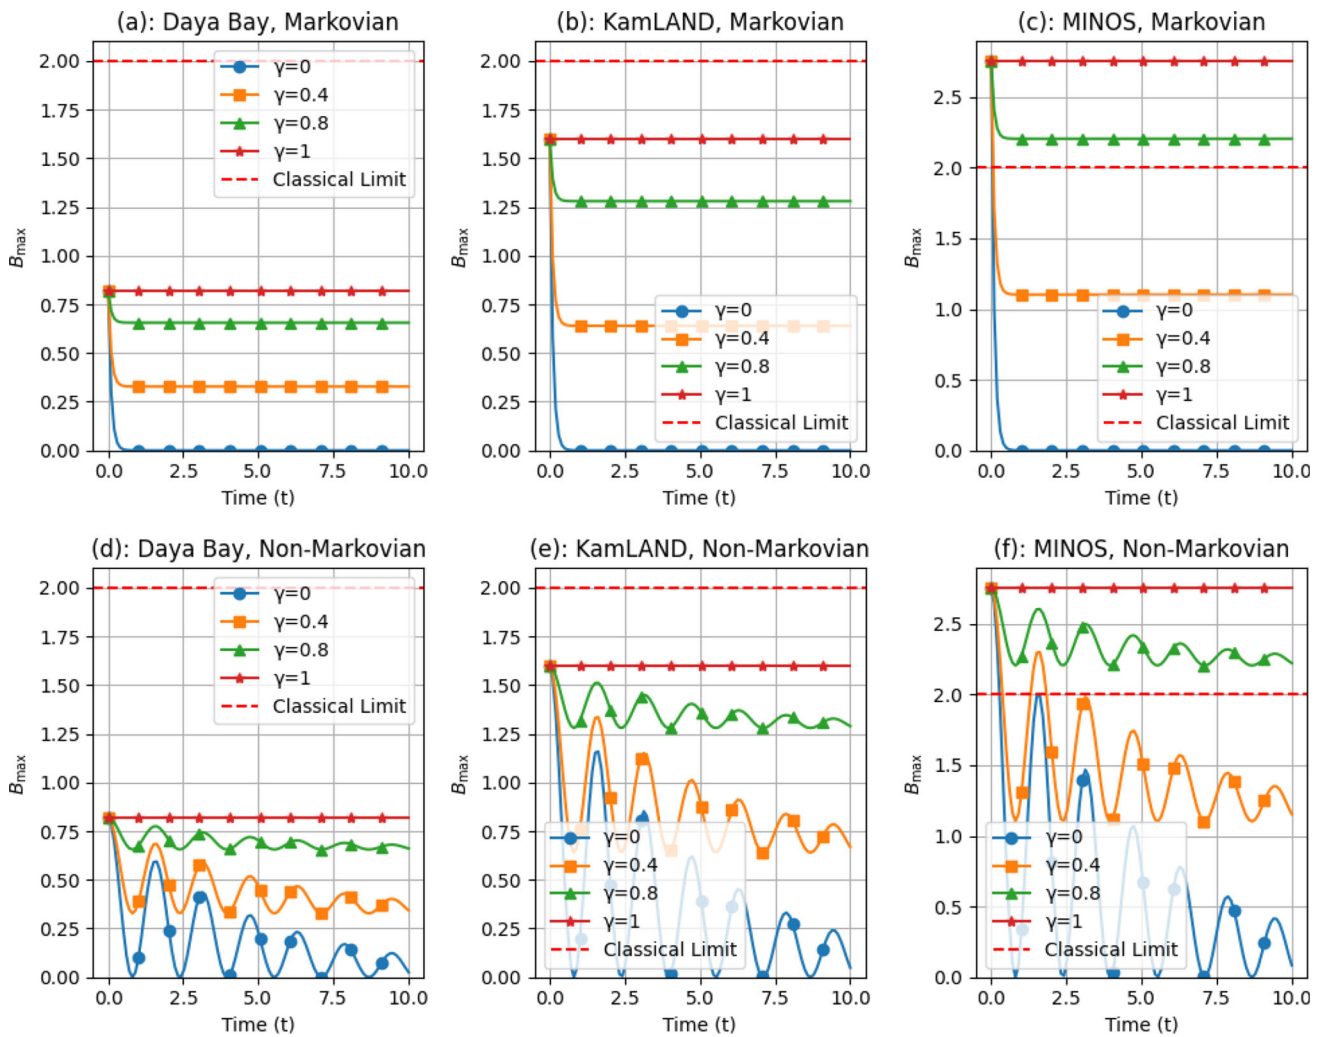 (a): Daya Bay, Markovian
2.00
1.75
1.50
1.25
1.00
0.75
0.50
0.25
0.00
B_max
γ=0
γ=0.4
γ=0.8
γ=1
Classical Limit
0.0 2.5 5.0 7.5 10.0
Time (t)
(b): KamLAND, Markovian
2.00
1.75
1.50
1.25
1.00
0.75
0.50
0.25
0.00
B_max
γ=0
γ=0.4
γ=0.8
γ=1
Classical Limit
0.0 2.5 5.0 7.5 10.0
Time (t)
(c): MINOS, Markovian
2.5
2.0
1.5
1.0
0.5
0.0
B_max
γ=0
γ=0.4
γ=0.8
γ=1
Classical Limit
0.0 2.5 5.0 7.5 10.0
Time (t)
(d): Daya Bay, Non-Markovian
2.00
1.75
1.50
1.25
1.00
0.75
0.50
0.25
0.00
B_max
γ=0
γ=0.4
γ=0.8
γ=1
Classical Limit
0.0 2.5 5.0 7.5 10.0
Time (t)
(e): KamLAND, Non-Markovian
2.00
1.75
1.50
1.25
1.00
0.75
0.50
0.25
0.00
B_max
γ=0
γ=0.4
γ=0.8
γ=1
Classical Limit
0.0 2.5 5.0 7.5 10.0
Time (t)
(f): MINOS, Non-Markovian
2.5
2.0
1.5
1.0
0.5
0.0
B_max
γ=0
γ=0.4
γ=0.8
γ=1
Classical Limit
0.0 2.5 5.0 7.5 10.0
Time (t)